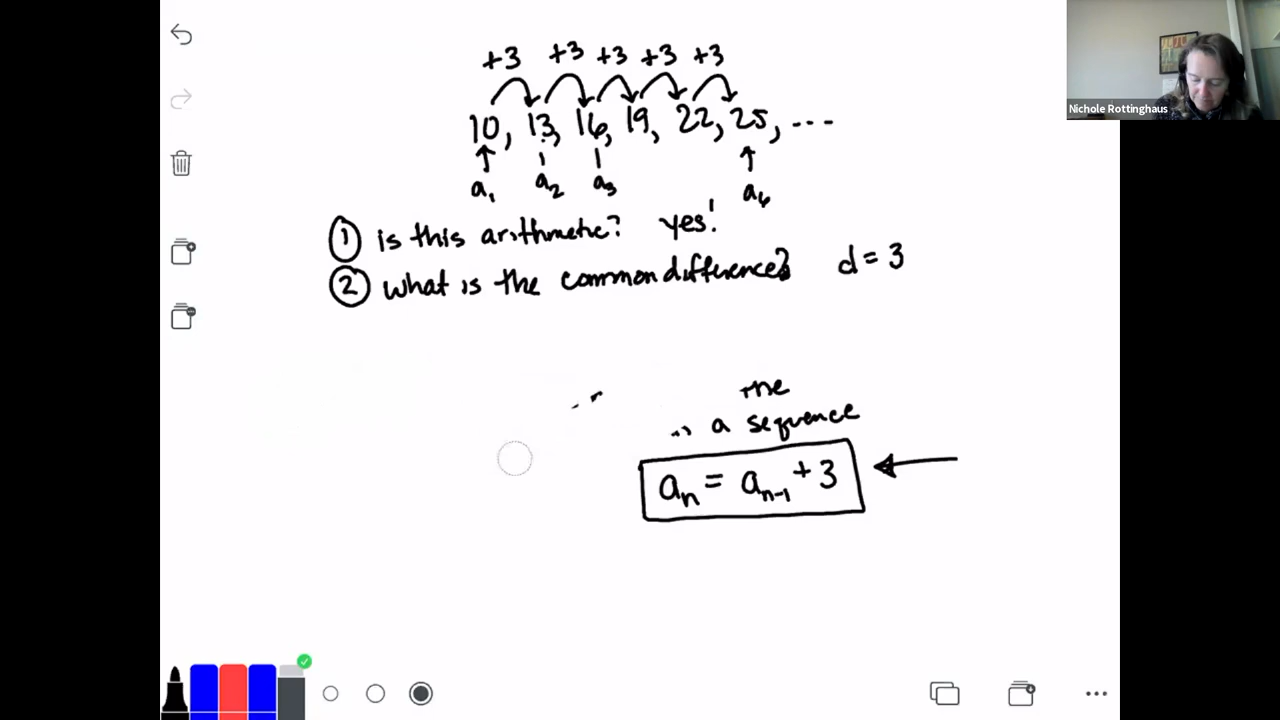 +3 +3 +3 +3 +3
10, 13, 16, 19, 22, 25, ...
a1 a2 a3 a6
① is this arithmetic? yes!
② what is the common difference? d = 3
the
a sequence
an = an-1 + 3
Nichole Rottinghaus